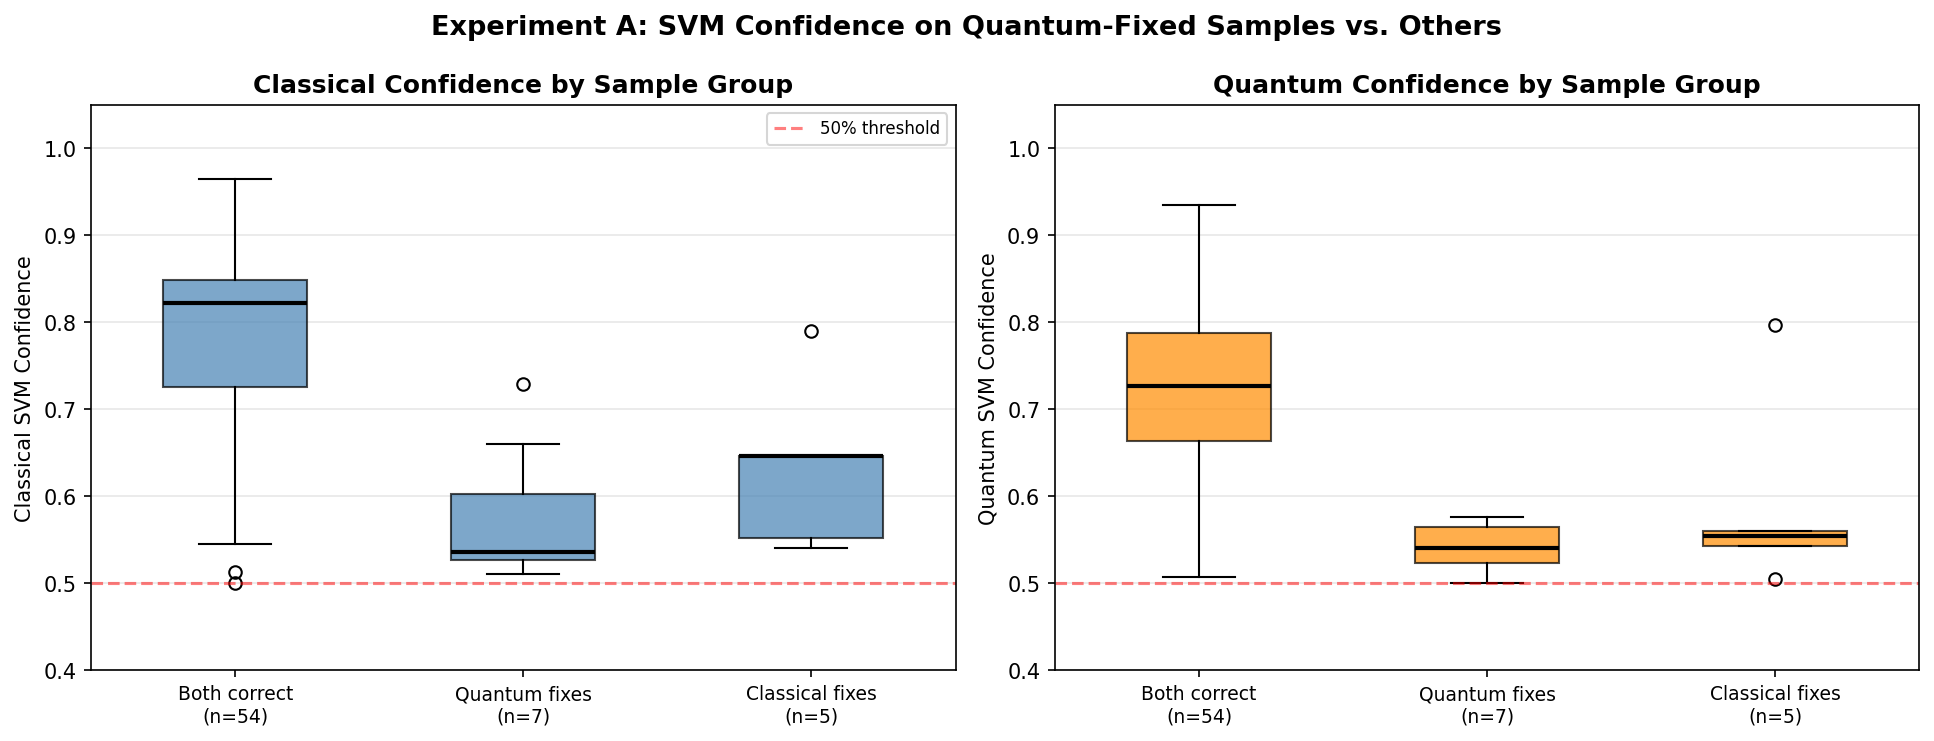 Experiment A: SVM Confidence on Quantum-Fixed Samples vs. Others
Classical Confidence by Sample Group
50% threshold
Classical SVM Confidence
1.0
0.9
0.8
0.7
0.6
0.5
0.4
Both correct
(n=54)
Quantum fixes
(n=7)
Classical fixes
(n=5)
Quantum Confidence by Sample Group
Quantum SVM Confidence
1.0
0.9
0.8
0.7
0.6
0.5
0.4
Both correct
(n=54)
Quantum fixes
(n=7)
Classical fixes
(n=5)